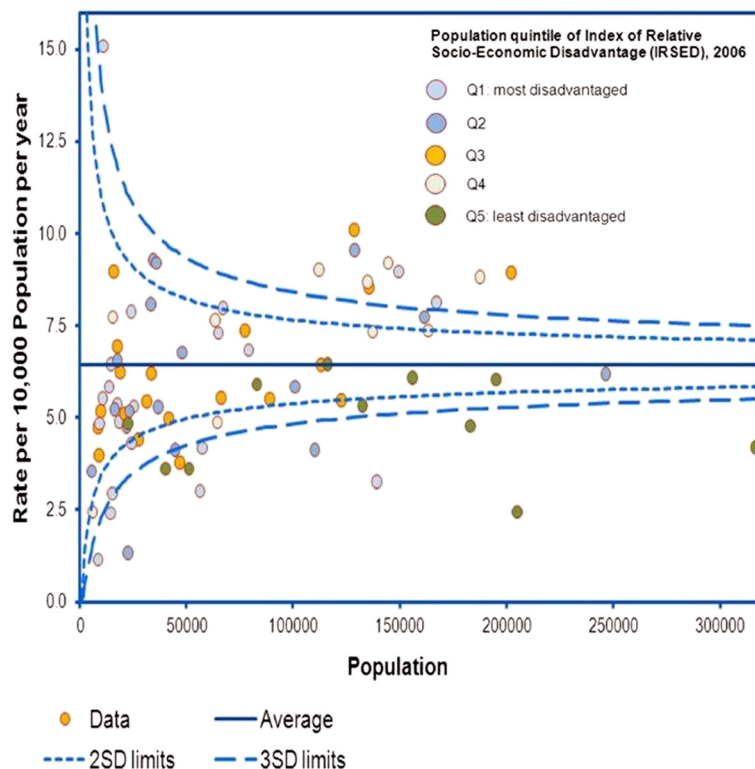 Population quintile of Index of Relative
Socio-Economic Disadvantage (IRSED), 2006
Q1: most disadvantaged
Q2
Q3
Q4
Q5: least disadvantaged
Rate per 10,000 Population per year
15.0
12.5
10.0
7.5
5.0
2.5
0.0
0 50000 100000 150000 200000 250000 300000
Population
Data Average
2SD limits 3SD limits